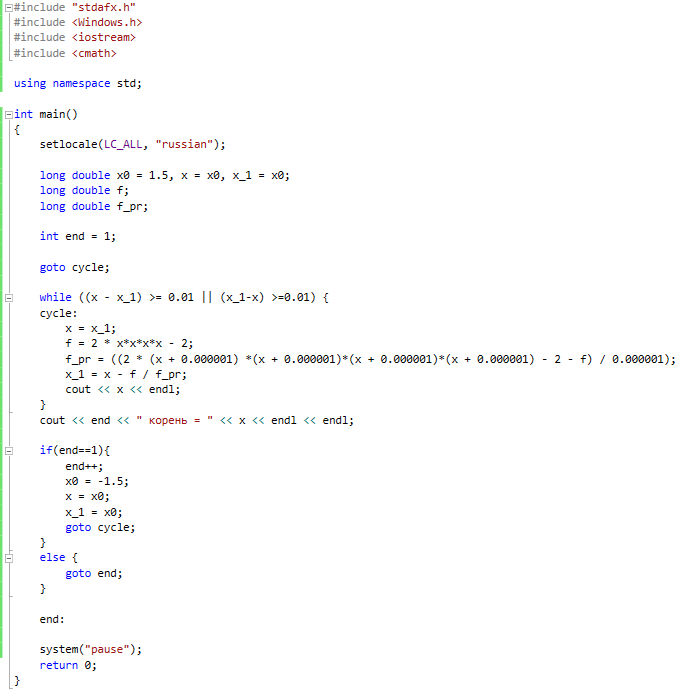 #include "stdafx.h"
#include <Windows.h>
#include <iostream>
#include <cmath>
using namespace std;
int main()
{
setlocale(LC_ALL, "russian");
long double x0 = 1.5, x = x0, x_1 = x0;
long double f;
long double f_pr;
int end = 1;
goto cycle;
while ((x - x_1) >= 0.01 || (x_1-x) >=0.01) {
cycle:
x = x_1;
f = 2 * x*x*x*x - 2;
f_pr = ((2 * (x + 0.000001) *(x + 0.000001)*(x + 0.000001)*(x + 0.000001) - 2 - f) / 0.000001);
x_1 = x - f / f_pr;
cout << x << endl;
}
cout << end << " корень = " << x << endl << endl;
if(end==1){
end++;
x0 = -1.5;
x = x0;
x_1 = x0;
goto cycle;
}
else {
goto end;
}
end:
system("pause");
return 0;
}